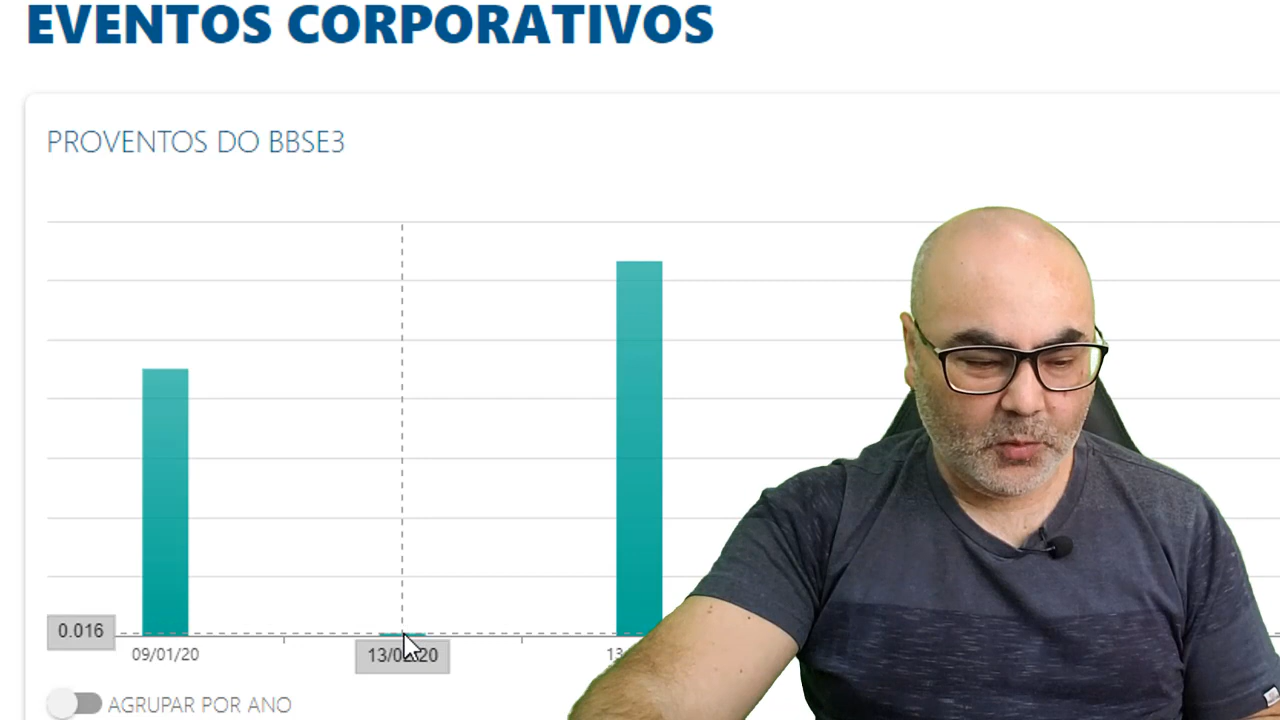 EVENTOS CORPORATIVOS
PROVENTOS DO BBSE3
0.016
09/01/20
AGRUPAR POR ANO